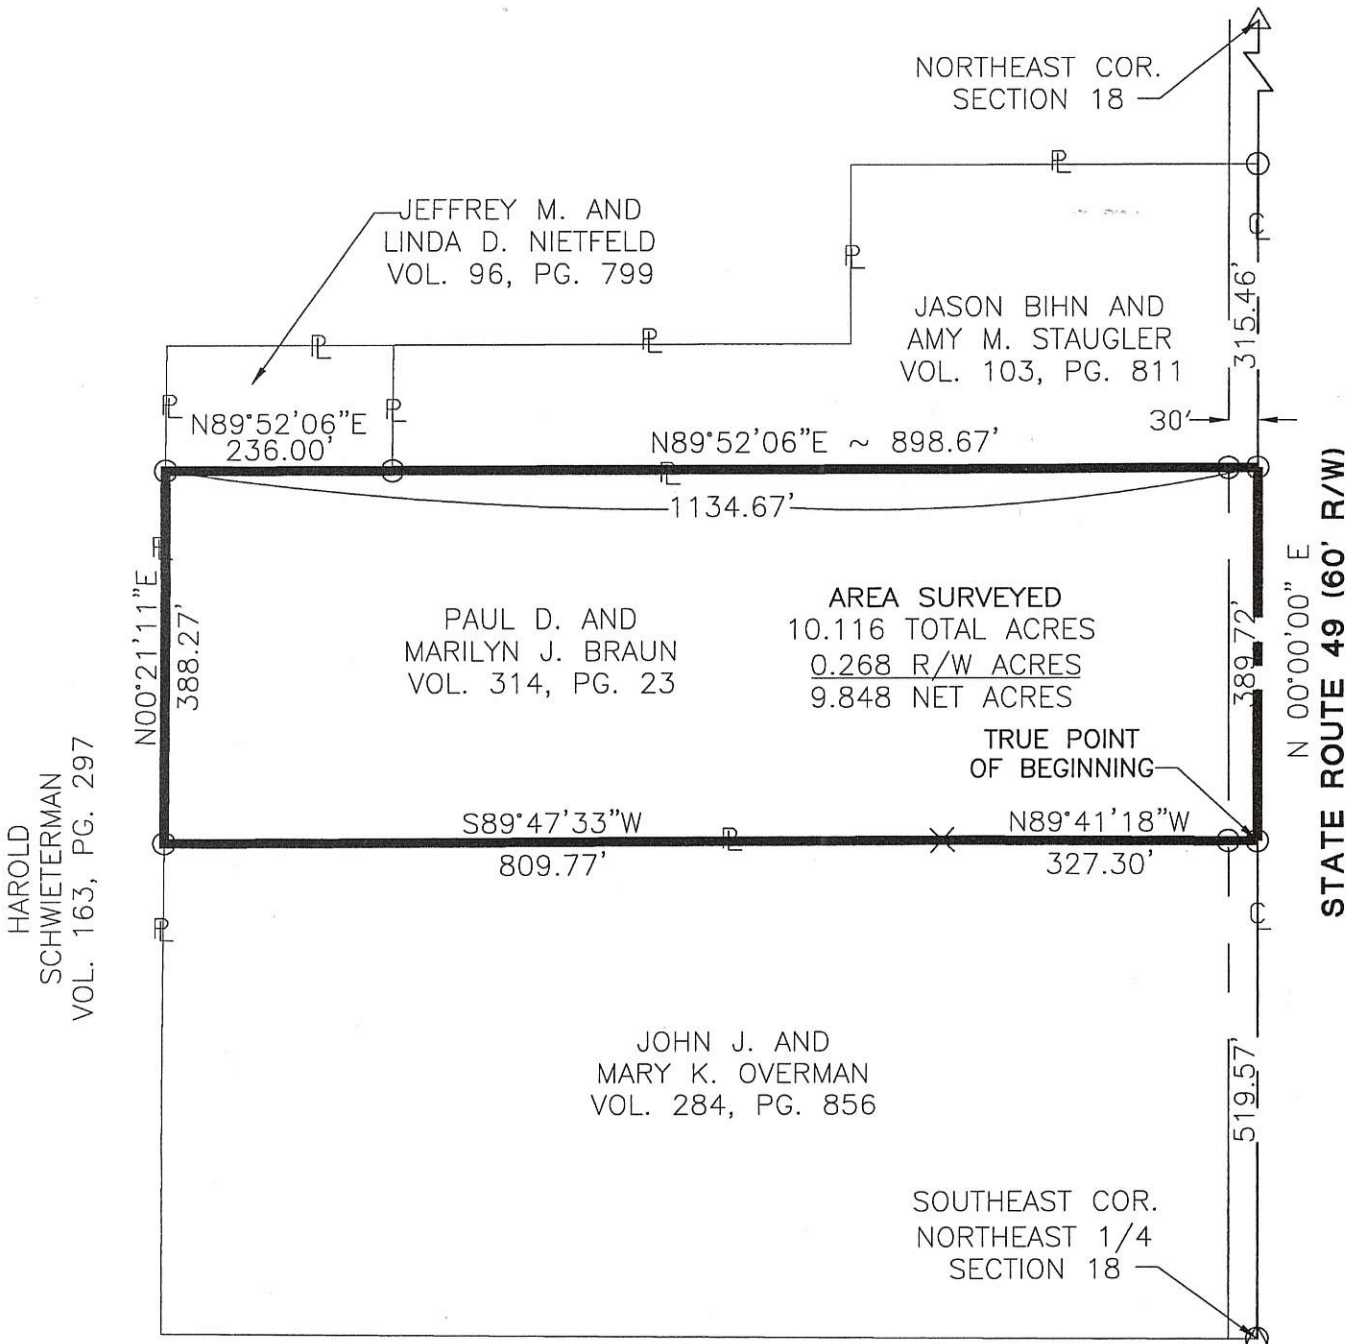 NORTHEAST COR.
SECTION 18
JEFFREY M. AND
LINDA D. NIETFELD
VOL. 96, PG. 799
JASON BIHN AND
AMY M. STAUGLER
VOL. 103, PG. 811
315.46'
30'
N89°52'06"E
236.00'
N89°52'06"E ~ 898.67'
1134.67'
N00°21'11"E
388.27'
PAUL D. AND
MARILYN J. BRAUN
VOL. 314, PG. 23
AREA SURVEYED
10.116 TOTAL ACRES
0.268 R/W ACRES
9.848 NET ACRES
389.72'
N 00°00'00" E
STATE ROUTE 49 (60' R/W)
TRUE POINT
OF BEGINNING
S89°47'33"W
809.77'
N89°41'18"W
327.30'
HAROLD
SCHWIETERMAN
VOL. 163, PG. 297
JOHN J. AND
MARY K. OVERMAN
VOL. 284, PG. 856
519.57'
SOUTHEAST COR.
NORTHEAST 1/4
SECTION 18